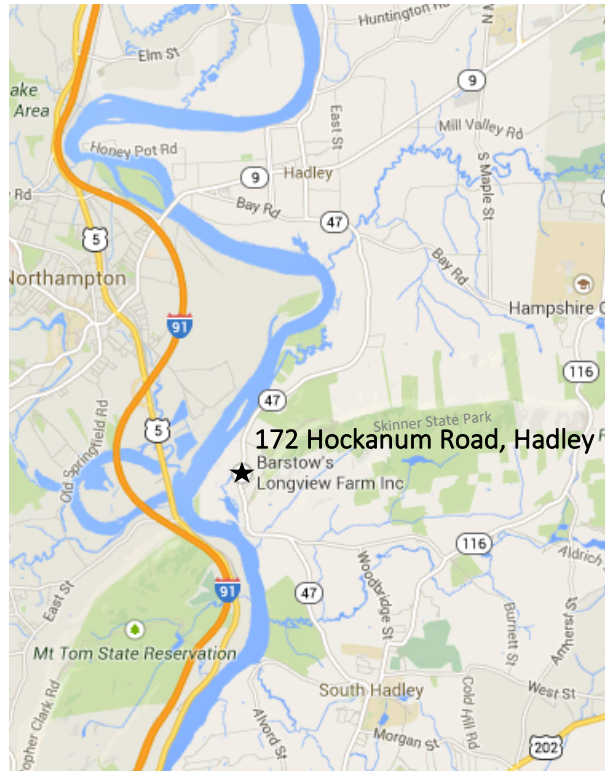 Huntington Rd
Elm St
W N
ake
Area
9
Mill Valley Rd
East St
Honey Pot Rd
Hadley
9
S Maple St
y Rd
Bay Rd
47
5
Bay Rd
Northampton
Hampshire C
91
116
47
Skinner State Park
5
172 Hockanum Road, Hadley
Old Springfield Rd
Barstow's
Longview Farm Inc
116
Aldrich S
Woodbridge St
East St
91
47
Burnett St
Amherst St
Mt Tom State Reservation
South Hadley
West St
opher Clark Rd
Cold Hill Rd
Alvord St
Morgan St
202